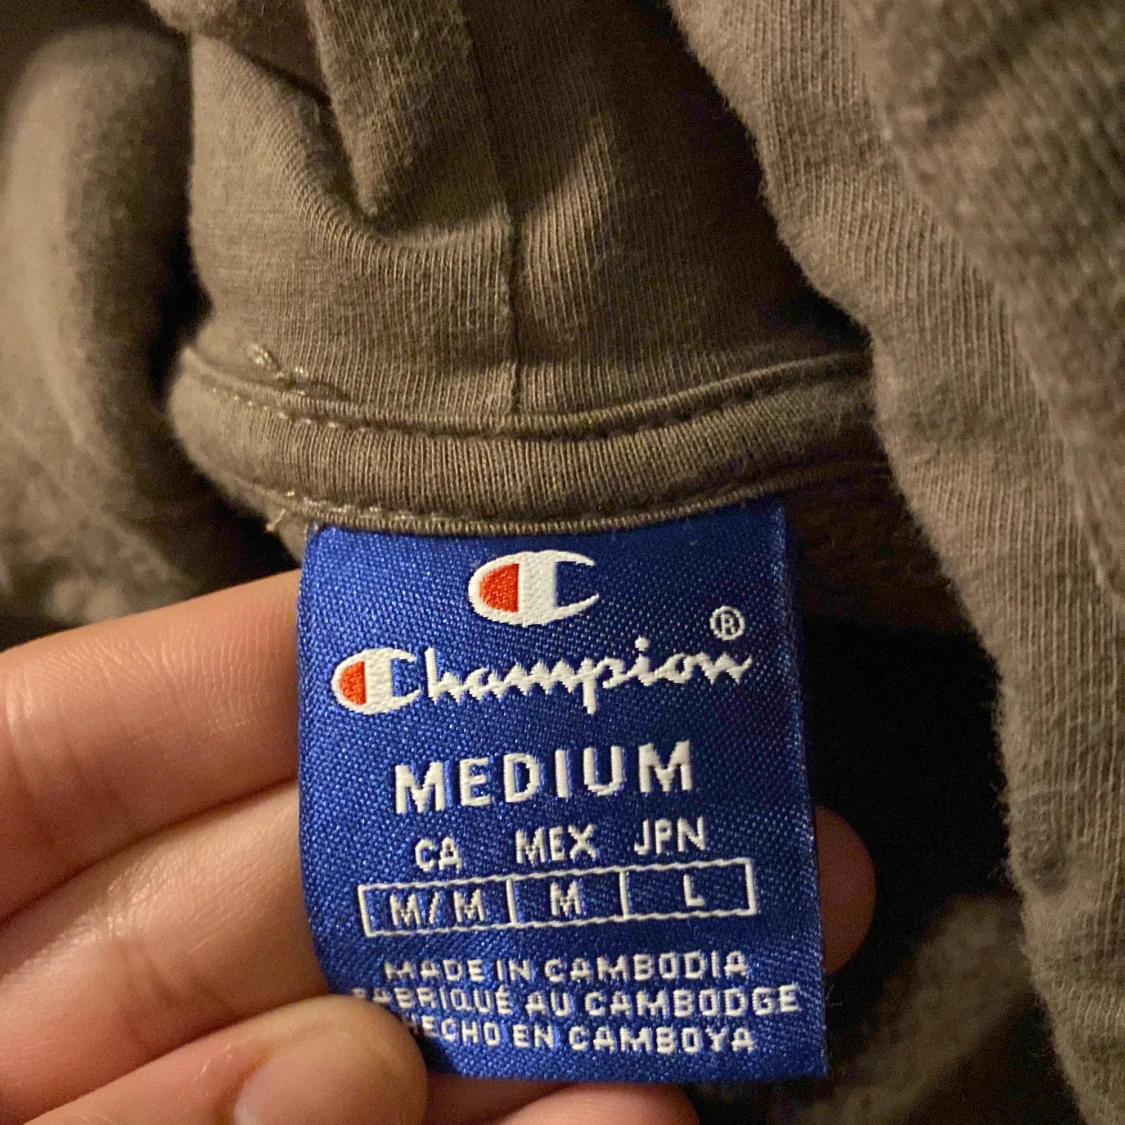 Champion®
MEDIUM
CA MEX JPN
M/M M L
MADE IN CAMBODIA
FABRIQUÉ AU CAMBODGE
HECHO EN CAMBOYA